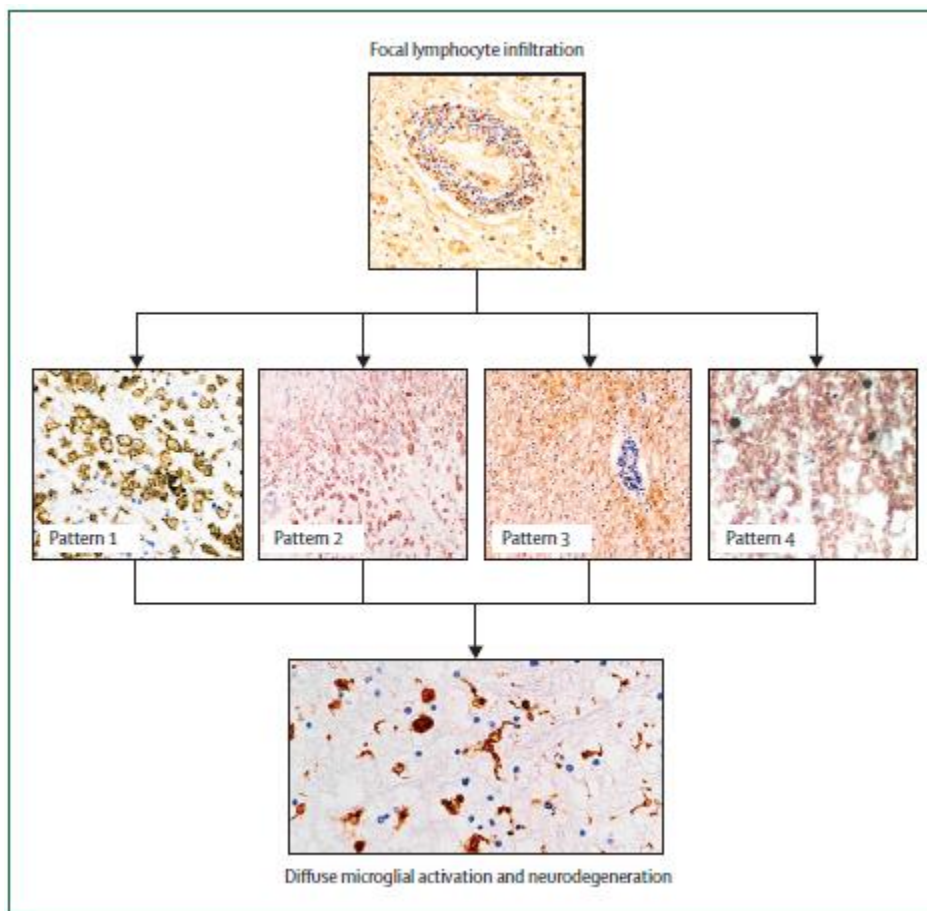 Focal lymphocyte infiltration
Pattern 1
Pattern 2
Pattern 3
Pattern 4
Diffuse microglial activation and neurodegeneration